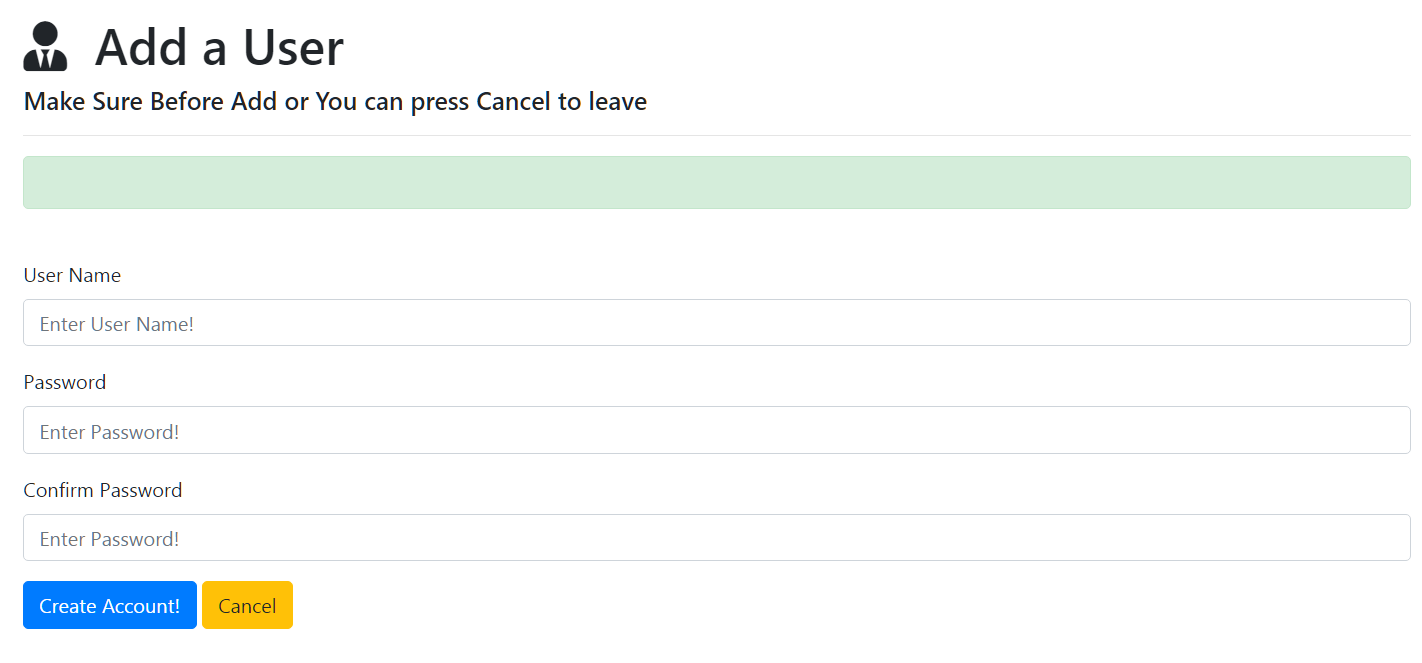 Add a User
Make Sure Before Add or You can press Cancel to leave
User Name
Enter User Name!
Password
Enter Password!
Confirm Password
Enter Password!
Create Account! Cancel